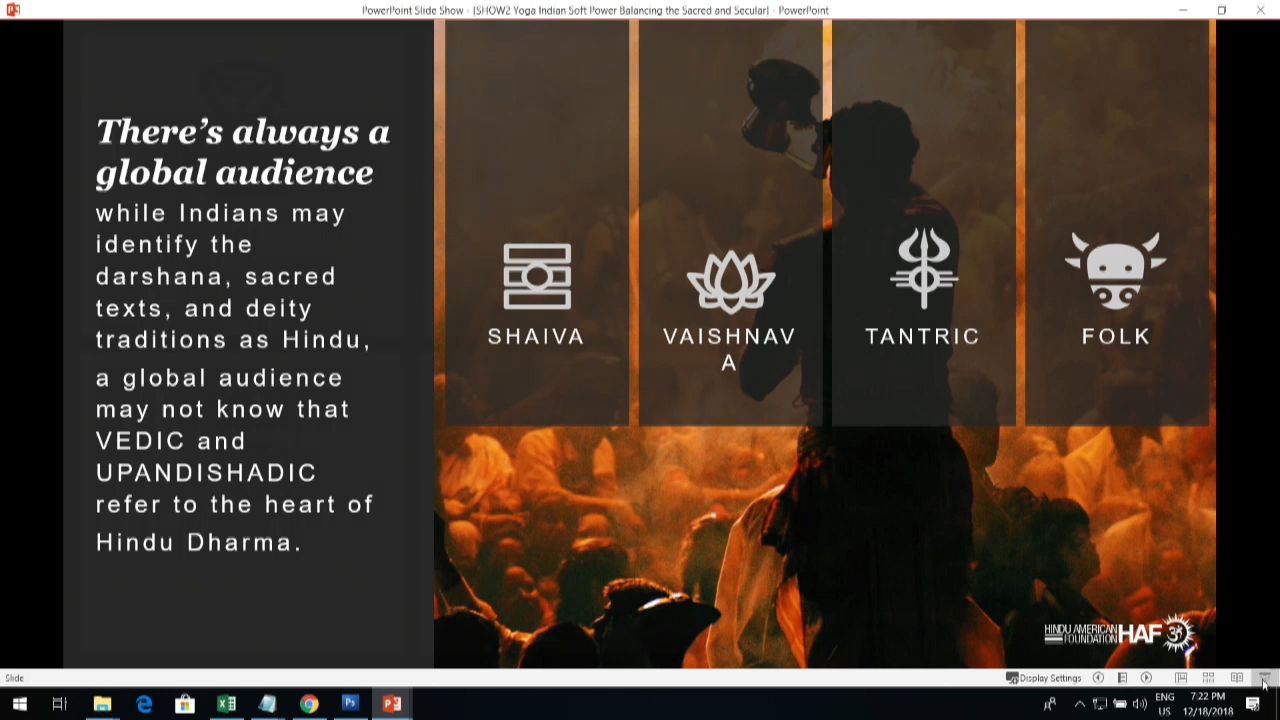 PowerPoint Slide Show - [SHOW2 Yoga Indian Soft Power Balancing the Sacred and Secular] - PowerPoint
There's always a
global audience
while Indians may
identify the
darshana, sacred
texts, and deity
traditions as Hindu,
a global audience
may not know that
VEDIC and
UPANDISHADIC
refer to the heart of
Hindu Dharma.
SHAIVA
VAISHNAV
A
TANTRIC
FOLK
HINDU AMERICAN
FOUNDATION HAF
Slide
Display Settings
ENG
US
7:22 PM
12/18/2018